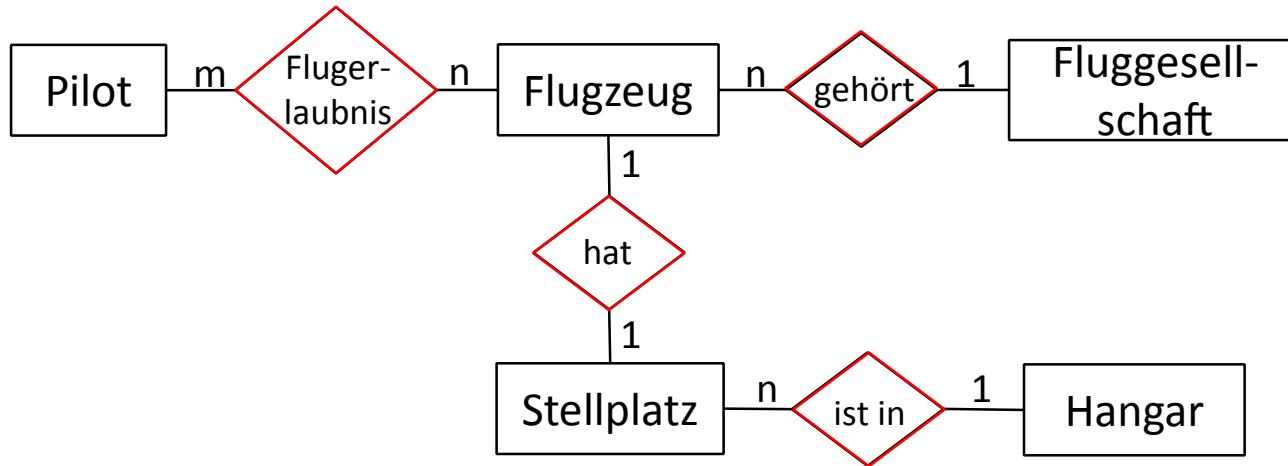 Pilot
m
Fluger-
laubnis
n
Flugzeug
n
gehört
1
Fluggesell-
schaft
1
hat
1
Stellplatz
n
ist in
1
Hangar